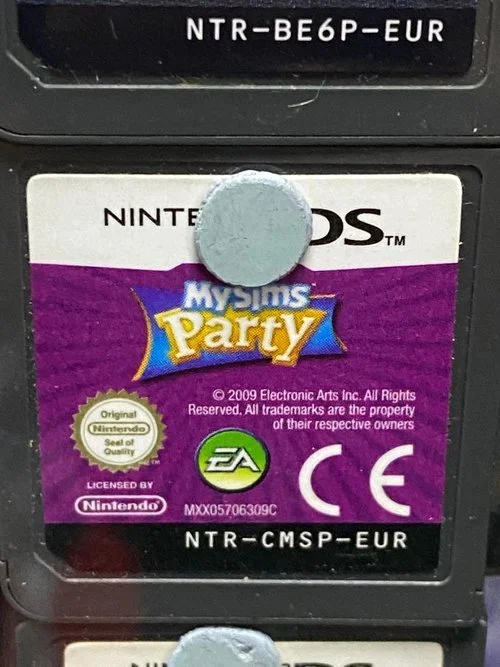 NTR-BE6P-EUR
DS™
MySims
Party
© 2009 Electronic Arts Inc. All Rights
Reserved. All trademarks are the property
of their respective owners
Original
Nintendo
Seal of
Quality
TM
EA
CE
LICENSED BY
Nintendo
MXX05706309C
NTR-CMSP-EUR